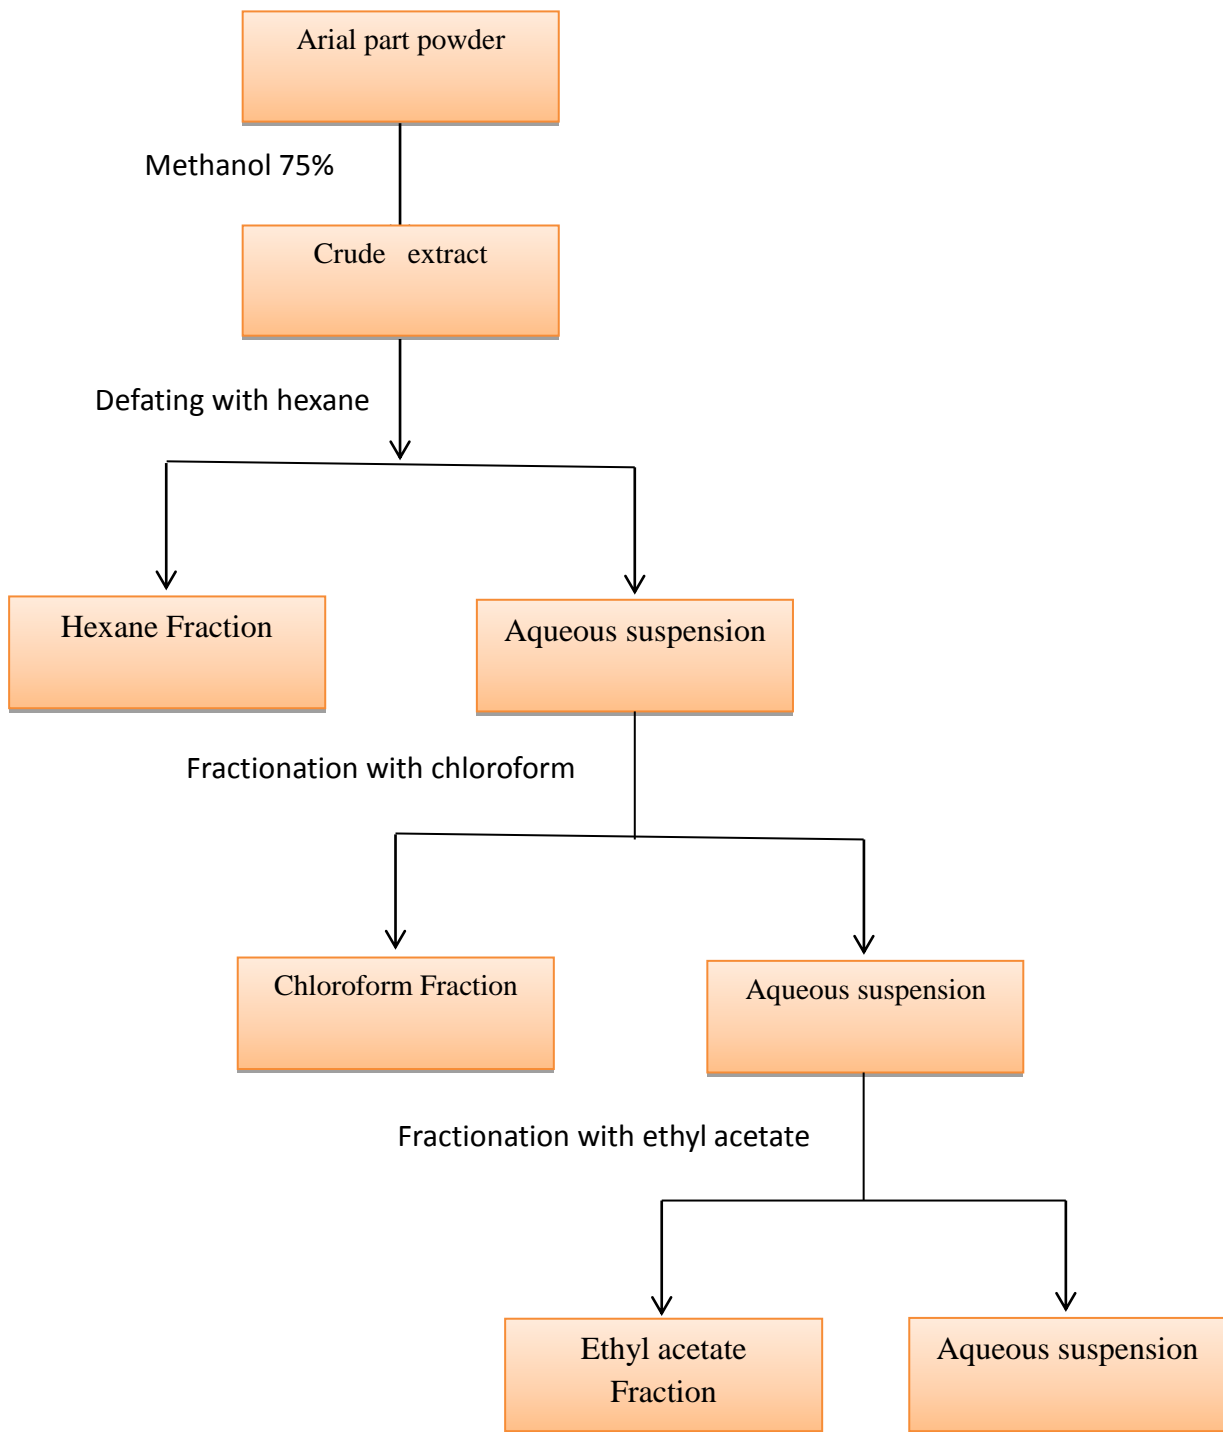 Arial part powder
Methanol 75%
Crude extract
Defating with hexane
Hexane Fraction
Aqueous suspension
Fractionation with chloroform
Chloroform Fraction
Aqueous suspension
Fractionation with ethyl acetate
Ethyl acetate
Fraction
Aqueous suspension